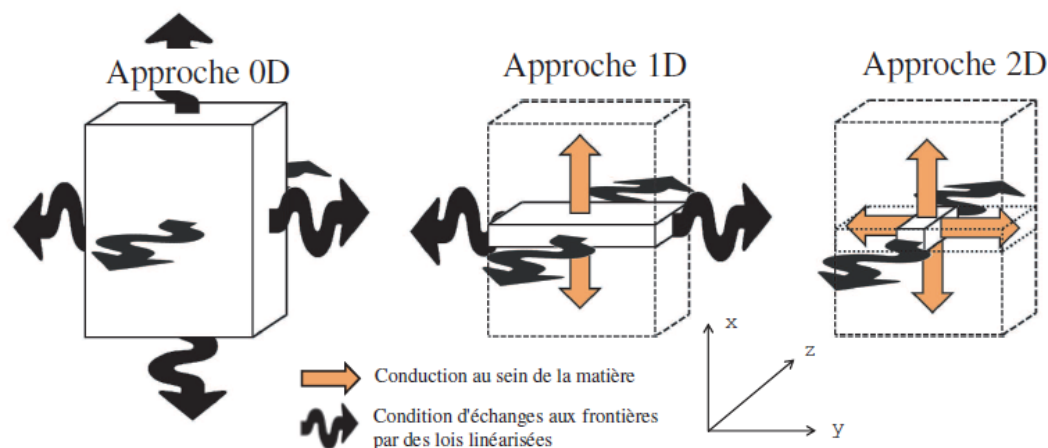 Approche 0D
Approche 1D
Approche 2D
x
z
y
Conduction au sein de la matière
Condition d'échanges aux frontières
par des lois linéarisées